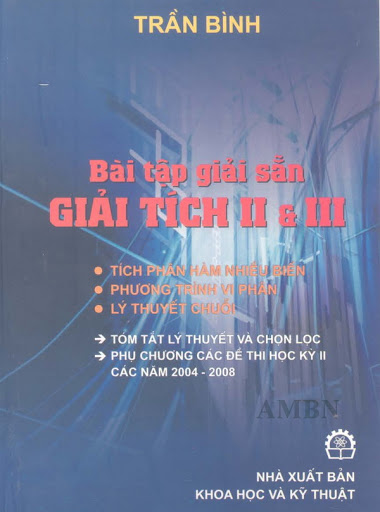 TRẦN BÌNH
Bài tập giải sẵn
GIẢI TÍCH II & III
• TÍCH PHÂN HÀM NHIỀU BIẾN
• PHƯƠNG TRÌNH VI PHÂN
• LÝ THUYẾT CHUỖI
➔ TÓM TẮT LÝ THUYẾT VÀ CHỌN LỌC
➔ PHỤ CHƯƠNG CÁC ĐỀ THI HỌC KỲ II
CÁC NĂM 2004 - 2008
AMBN
NHÀ XUẤT BẢN
KHOA HỌC VÀ KỸ THUẬT